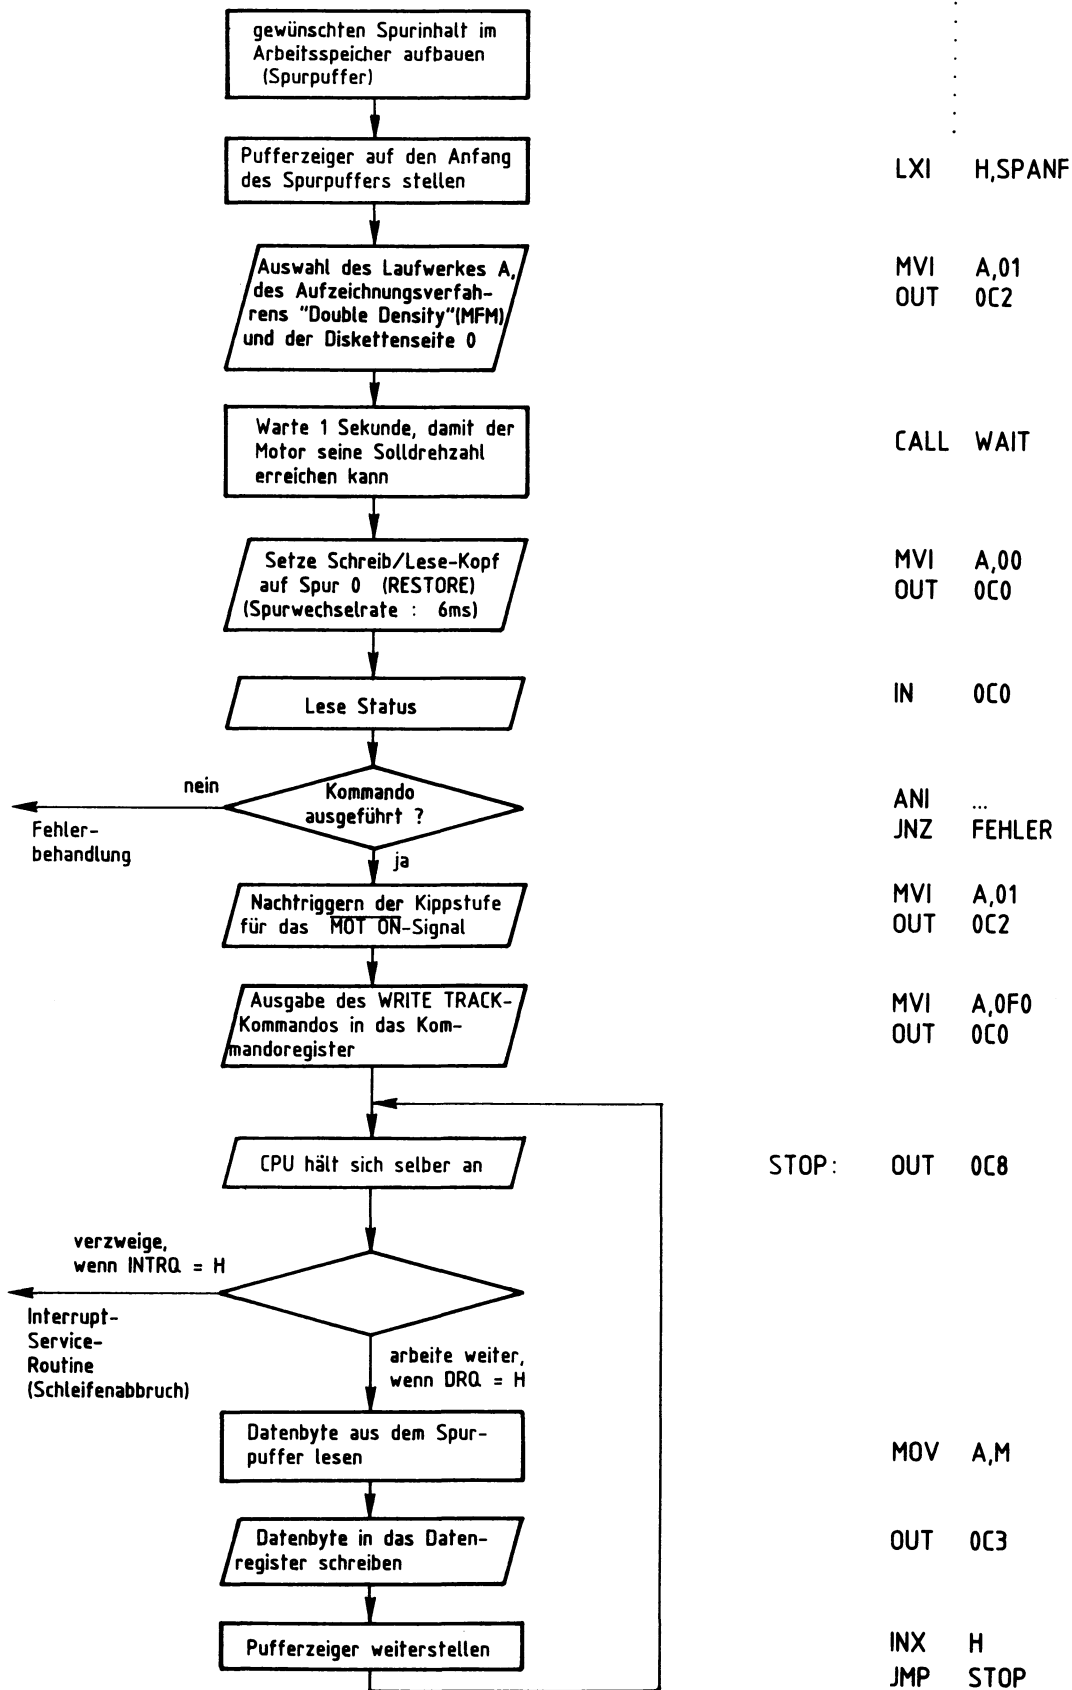 gewünschten Spurinhalt im
Arbeitsspeicher aufbauen
(Spurpuffer)
Pufferzeiger auf den Anfang
des Spurpuffers stellen
LXI H,SPANF
Auswahl des Laufwerkes A,
des Aufzeichnungsverfah-
rens "Double Density"(MFM)
und der Diskettenseite 0
MVI A,01
OUT 0C2
Warte 1 Sekunde, damit der
Motor seine Solldrehzahl
erreichen kann
CALL WAIT
Setze Schreib/Lese-Kopf
auf Spur 0 (RESTORE)
(Spurwechselrate : 6ms)
MVI A,00
OUT 0C0
Lese Status
IN 0C0
nein
Kommando
ausgeführt ?
Fehler-
behandlung
ja
ANI ...
JNZ FEHLER
Nachtriggern der Kippstufe
für das MOT ON-Signal
MVI A,01
OUT 0C2
Ausgabe des WRITE TRACK-
Kommandos in das Kom-
mandoregister
MVI A,0F0
OUT 0C0
CPU hält sich selber an
STOP: OUT 0C8
verzweige,
wenn INTRQ = H
Interrupt-
Service-
Routine
(Schleifenabbruch)
arbeite weiter,
wenn DRQ = H
Datenbyte aus dem Spur-
puffer lesen
MOV A,M
Datenbyte in das Daten-
register schreiben
OUT 0C3
Pufferzeiger weiterstellen
INX H
JMP STOP